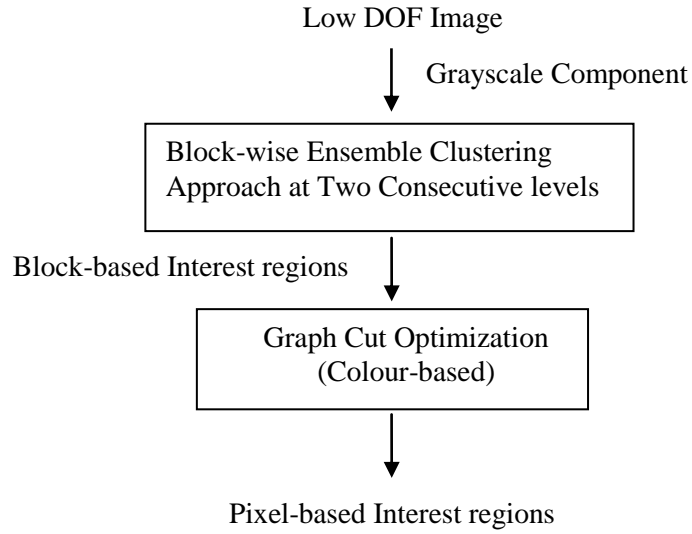 Low DOF Image
Grayscale Component
Block-wise Ensemble Clustering
Approach at Two Consecutive levels
Block-based Interest regions
Graph Cut Optimization
(Colour-based)
Pixel-based Interest regions